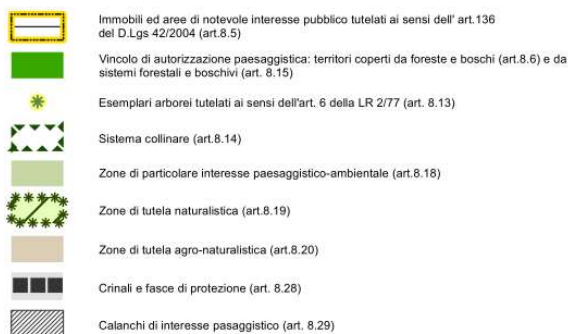 Immobili ed aree di notevole interesse pubblico tutelati ai sensi dell' art.136
del D.Lgs 42/2004 (art.8.5)
Vincolo di autorizzazione paesaggistica: territori coperti da foreste e boschi (art.8.6) e da
sistemi forestali e boschivi (art. 8.15)
Esemplari arborei tutelati ai sensi dell'art. 6 della LR 2/77 (art. 8.13)
Sistema collinare (art.8.14)
Zone di particolare interesse paesaggistico-ambientale (art.8.18)
Zone di tutela naturalistica (art.8.19)
Zone di tutela agro-naturalistica (art.8.20)
Crinali e fasce di protezione (art. 8.28)
Calanchi di interesse pasaggistico (art. 8.29)